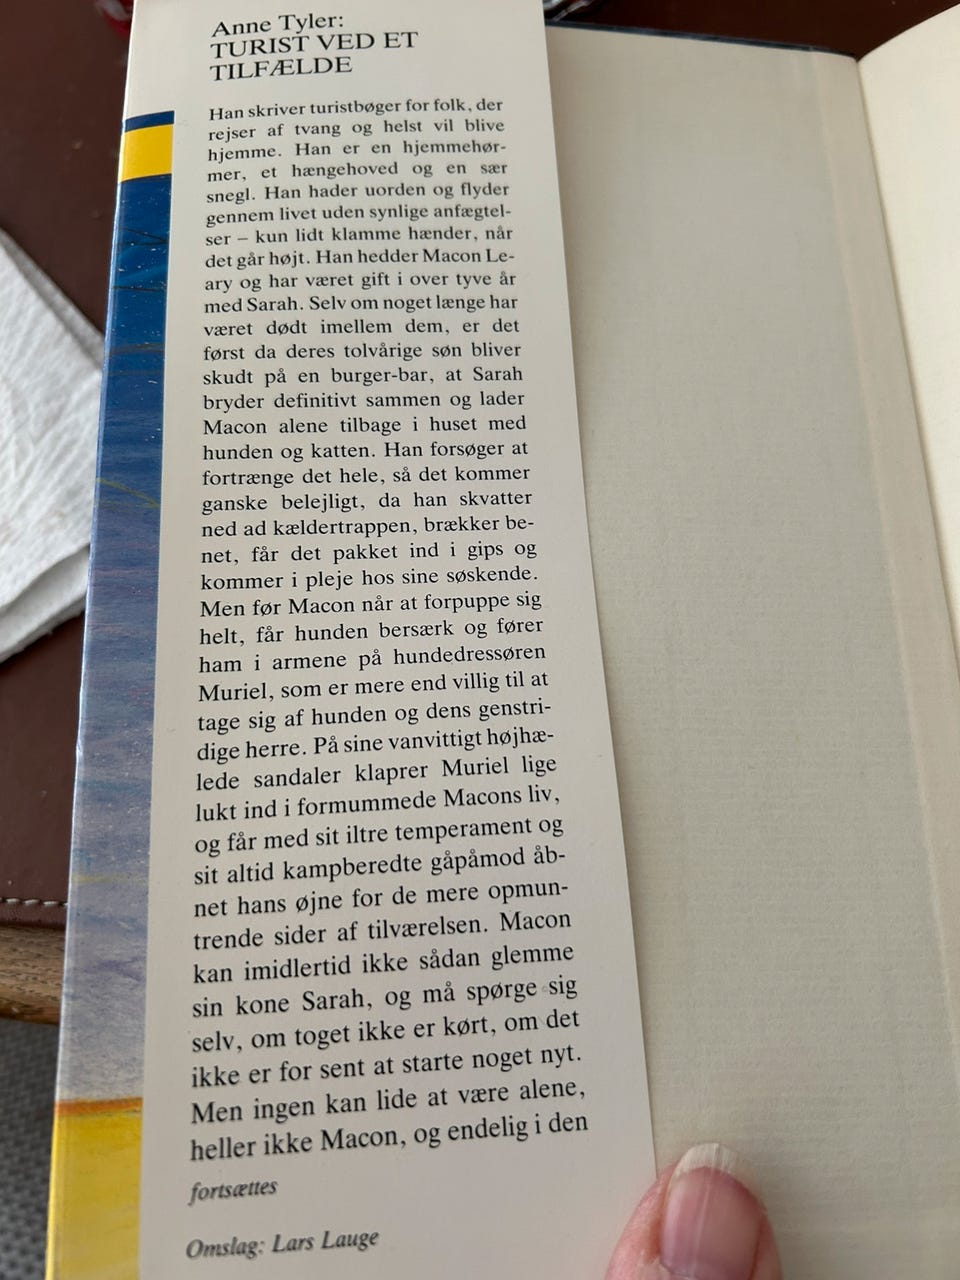 Anne Tyler:
TURIST VED ET
TILFÆLDE
Han skriver turistbøger for folk, der
rejser af tvang og helst vil blive
hjemme. Han er en hjemmehør-
mer, et hængehoved og en sær
snegl. Han hader uorden og flyder
gennem livet uden synlige anfægtel-
ser – kun lidt klamme hænder, når
det går højt. Han hedder Macon Le-
ary og har været gift i over tyve år
med Sarah. Selv om noget længe har
været dødt imellem dem, er det
først da deres tolvårige søn bliver
skudt på en burger-bar, at Sarah
bryder definitivt sammen og lader
Macon alene tilbage i huset med
hunden og katten. Han forsøger at
fortrænge det hele, så det kommer
ganske belejligt, da han skvatter
ned ad kældertrappen, brækker be-
net, får det pakket ind i gips og
kommer i pleje hos sine søskende.
Men før Macon når at forpuppe sig
helt, får hunden bersærk og fører
ham i armene på hundedressøren
Muriel, som er mere end villig til at
tage sig af hunden og dens genstri-
dige herre. På sine vanvittigt højhæ-
lede sandaler klaprer Muriel lige
lukt ind i formummede Macons liv,
og får med sit iltre temperament og
sit altid kampberedte gåpåmod åb-
net hans øjne for de mere opmun-
trende sider af tilværelsen. Macon
kan imidlertid ikke sådan glemme
sin kone Sarah, og må spørge sig
selv, om toget ikke er kørt, om det
ikke er for sent at starte noget nyt.
Men ingen kan lide at være alene,
heller ikke Macon, og endelig i den
fortsættes
Omslag: Lars Lauge